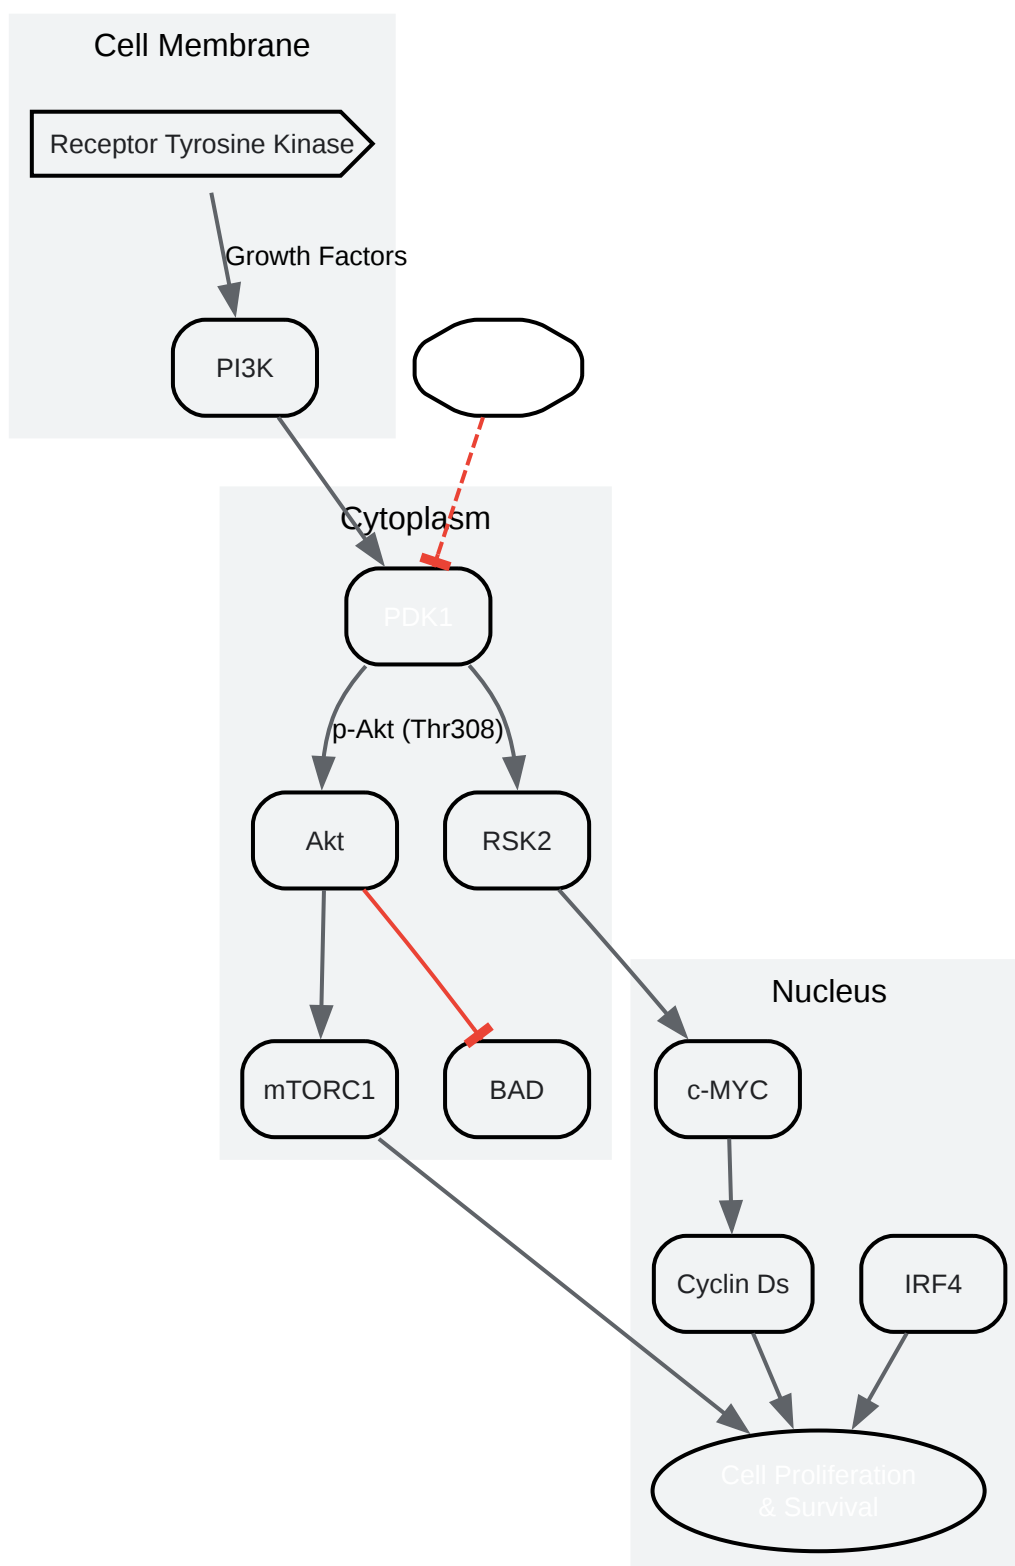 Cell Membrane
Receptor Tyrosine Kinase
Growth Factors
PI3K
Cytoplasm
PDK1
p-Akt (Thr308)
Akt
RSK2
Nucleus
mTORC1
BAD
c-MYC
Cyclin Ds
IRF4
Cell Proliferation
& Survival